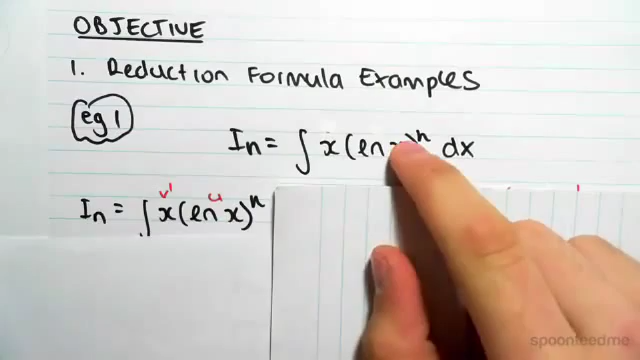 OBJECTIVE
1. Reduction Formula Examples
eg 1
Iₙ = ∫ x(ln x)ⁿ dx
v' u
Iₙ = ∫ x(ln x)ⁿ
spoonfeedme